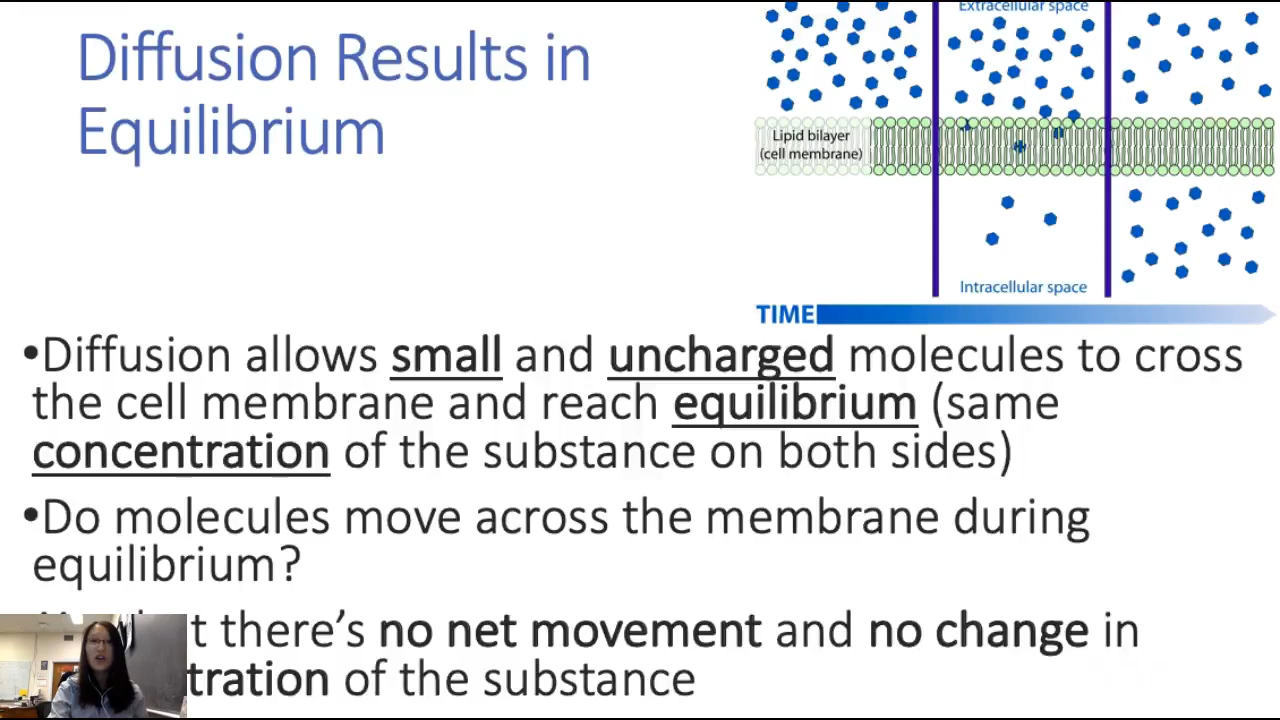 Diffusion Results in
Equilibrium
Extracellular space
Lipid bilayer
(cell membrane)
Intracellular space
TIME
•Diffusion allows small and uncharged molecules to cross
the cell membrane and reach equilibrium (same
concentration of the substance on both sides)
•Do molecules move across the membrane during
equilibrium?
there's no net movement and no change in
of the substance